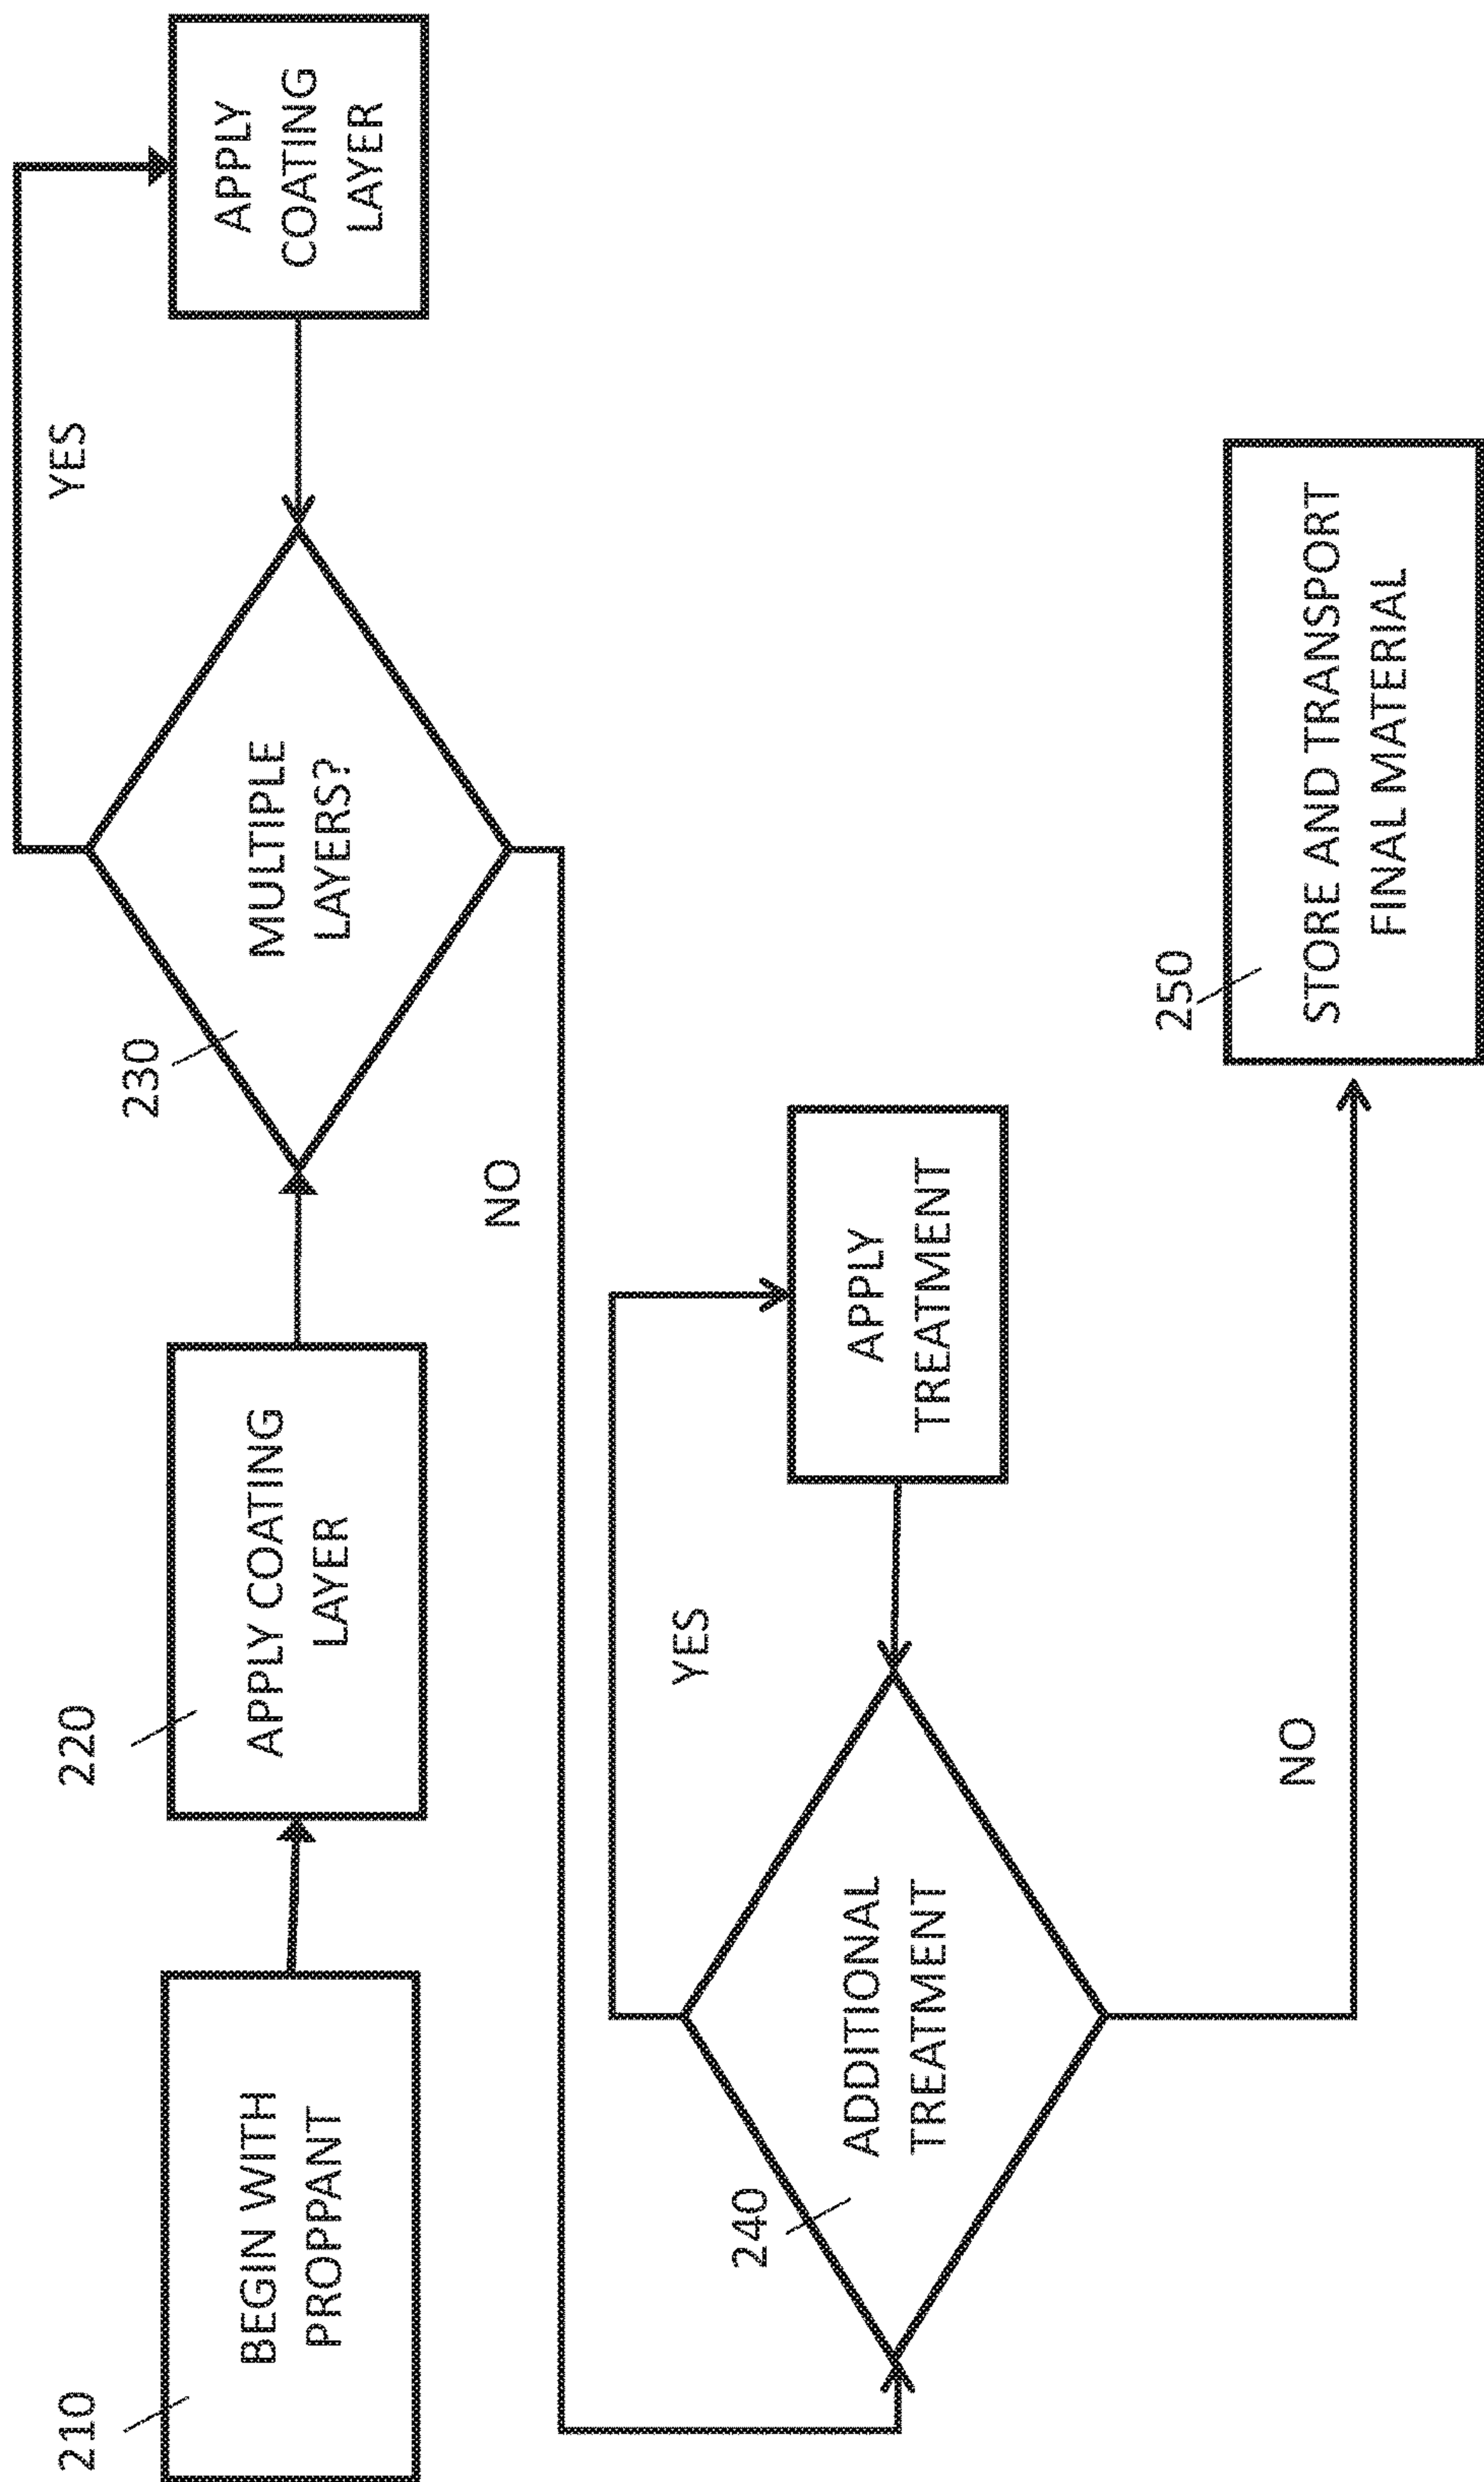 210
BEGIN WITH
PROPPANT
220
APPLY COATING
LAYER
230
MULTIPLE
LAYERS?
YES
APPLY
COATING
LAYER
NO
240
ADDITIONAL
TREATMENT
YES
APPLY
TREATMENT
NO
250
STORE AND TRANSPORT
FINAL MATERIAL